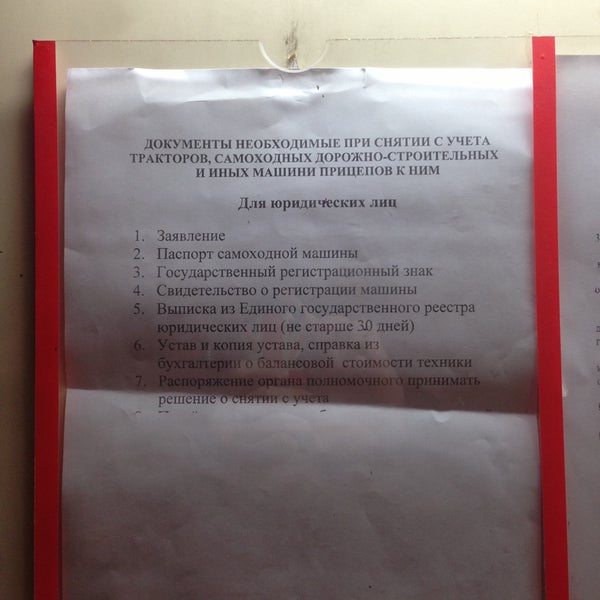 ДОКУМЕНТЫ НЕОБХОДИМЫЕ ПРИ СНЯТИИ С УЧЕТА
ТРАКТОРОВ, САМОХОДНЫХ ДОРОЖНО-СТРОИТЕЛЬНЫХ
И ИНЫХ МАШИНИ ПРИЦЕПОВ К НИМ
Для юридических лиц
1. Заявление
2. Паспорт самоходной машины
3. Государственный регистрационный знак
4. Свидетельство о регистрации машины
5. Выписка из Единого государственного реестра
юридических лиц (не старше 30 дней)
6. Устав и копия устава, справка из
бухгалтерии о балансовой стоимости техники
7. Распоряжение органа полномочного принимать
решение о снятии с учета